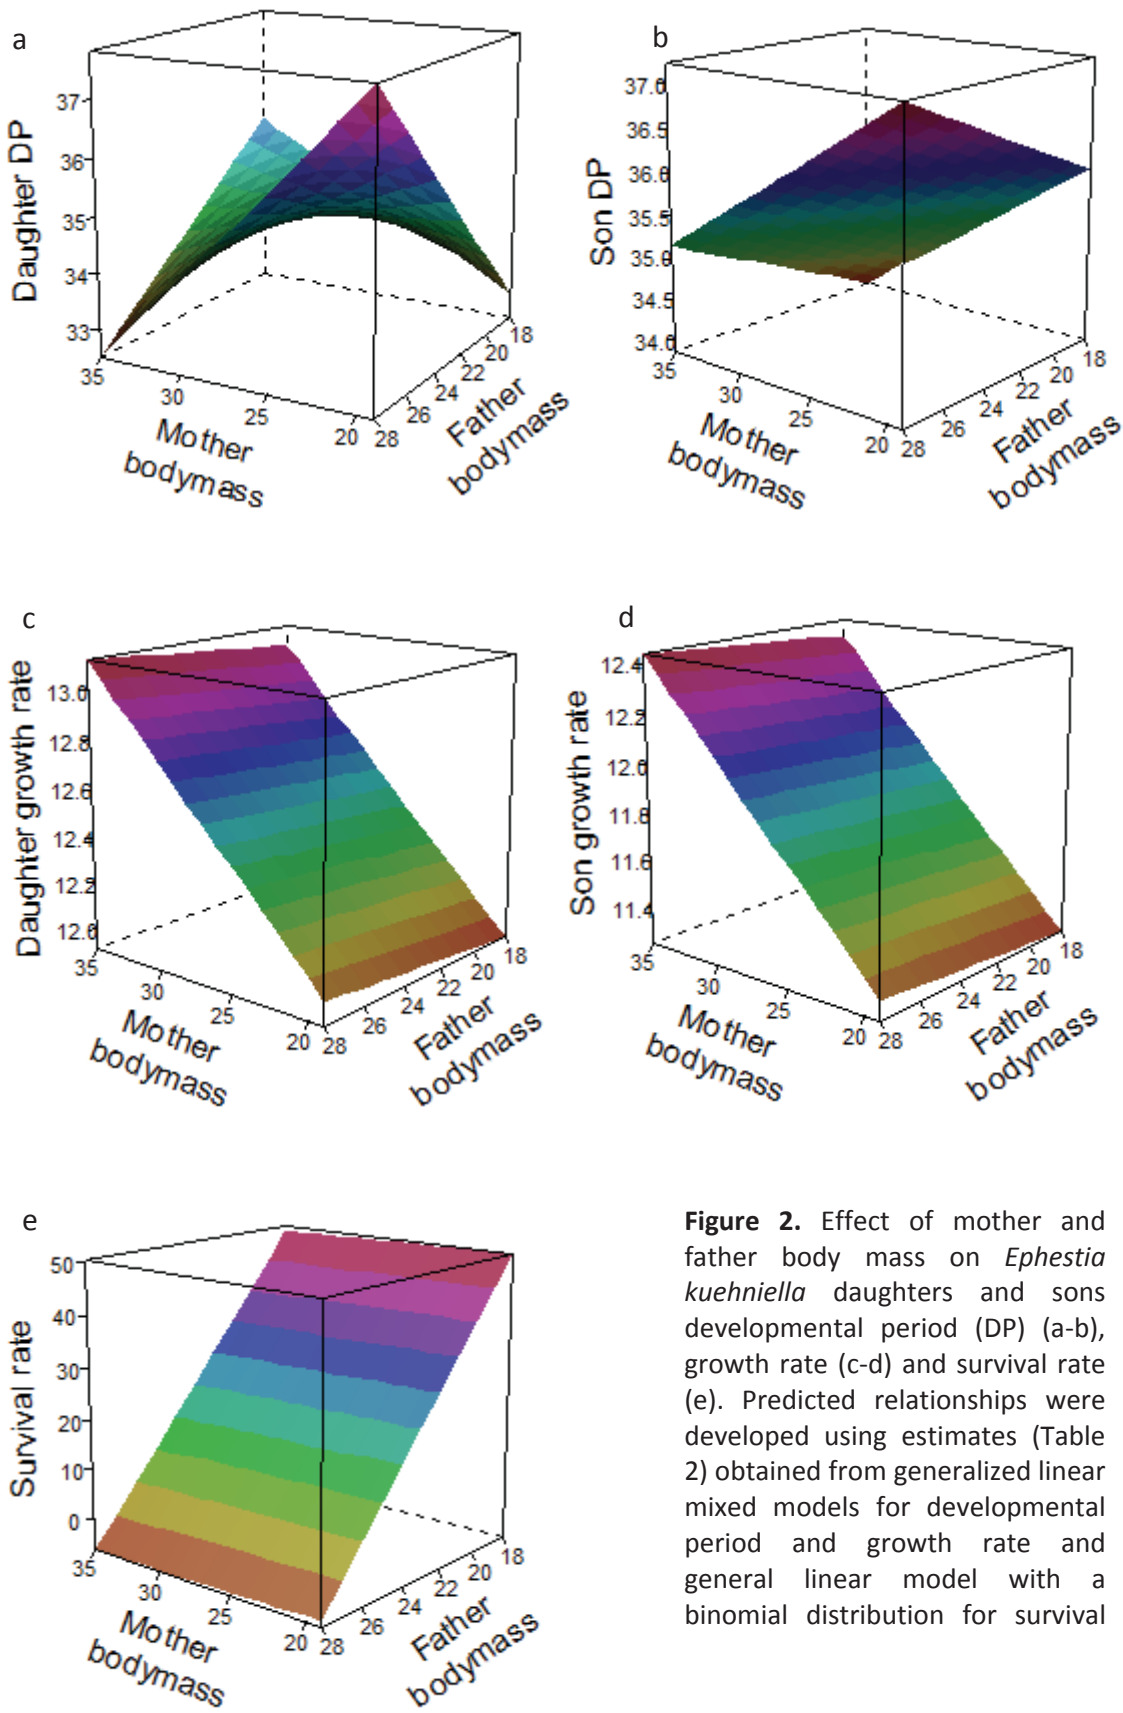 a
37
36
35
34
33
Daughter DP
35
30
25
20
Mother
bodymass
28
26
24
22
20
18
Father
bodymass
b
37.0
36.5
36.0
35.5
35.0
34.5
34.0
Son DP
35
30
25
20
Mother
bodymass
28
26
24
22
20
18
Father
bodymass
c
13.0
12.8
12.6
12.4
12.2
12.0
Daughter growth rate
35
30
25
20
Mother
bodymass
28
26
24
22
20
18
Father
bodymass
d
12.4
12.2
12.0
11.8
11.6
11.4
Son growth rate
35
30
25
20
Mother
bodymass
28
26
24
22
20
18
Father
bodymass
e
50
40
30
20
10
0
Survival rate
35
30
25
20
Mother
bodymass
28
26
24
22
20
18
Father
bodymass
Figure 2. Effect of mother and
father body mass on Ephestia
kuehniella daughters and sons
developmental period (DP) (a-b),
growth rate (c-d) and survival rate
(e). Predicted relationships were
developed using estimates (Table
2) obtained from generalized linear
mixed models for developmental
period and growth rate and
general linear model with a
binomial distribution for survival